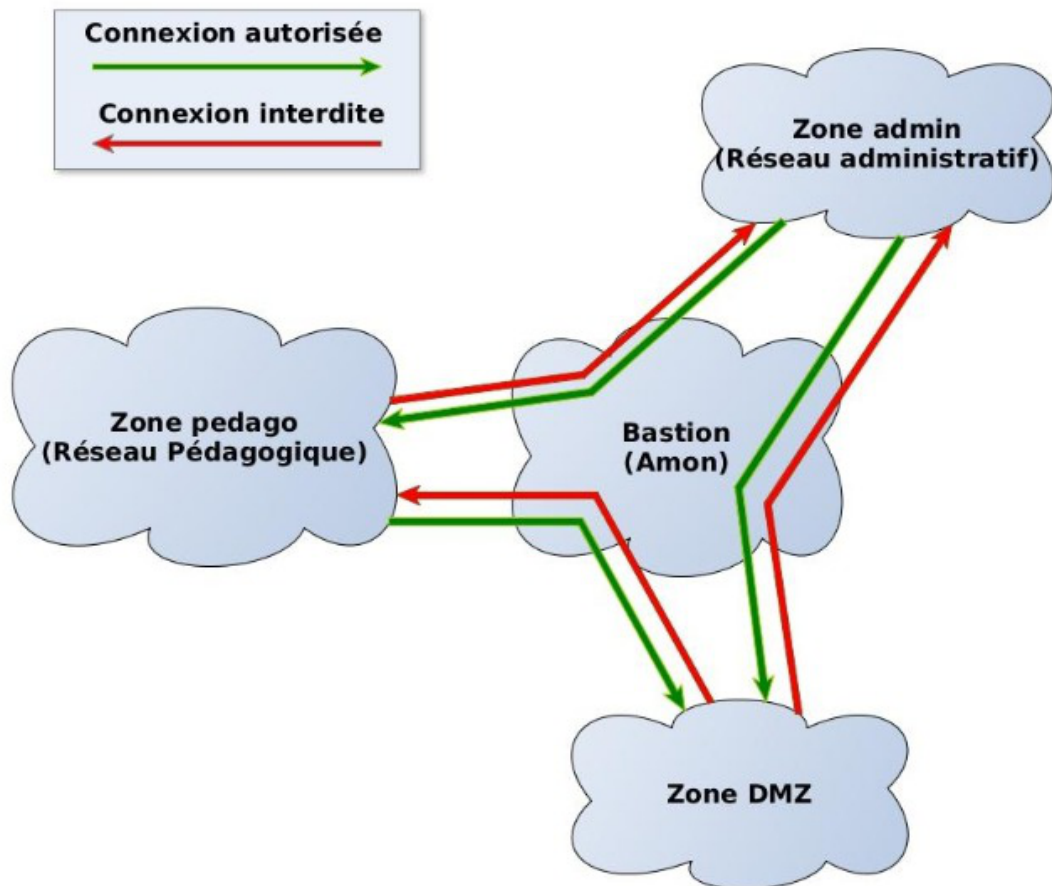 Connexion autorisée
Connexion interdite
Zone admin
(Réseau administratif)
Zone pedago
(Réseau Pédagogique)
Bastion
(Amon)
Zone DMZ